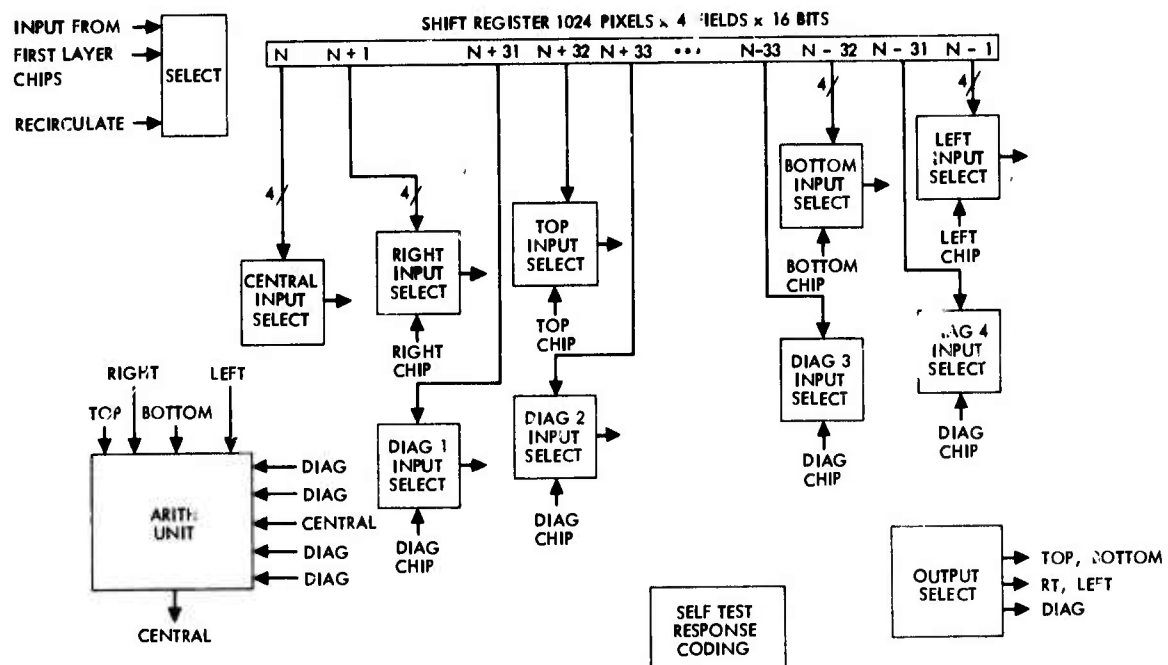 SHIFT REGISTER 1024 PIXELS x 4 FIELDS x 16 BITS
N N + 1 N + 31 N + 32 N + 33 ••• N-33 N - 32 N - 31 N - 1
INPUT FROM
FIRST LAYER
CHIPS
RECIRCULATE
SELECT
4
CENTRAL
INPUT
SELECT
4
RIGHT
INPUT
SELECT
RIGHT
CHIP
TOP
INPUT
SELECT
TOP
CHIP
4
BOTTOM
INPUT
SELECT
BOTTOM
CHIP
4
LEFT
INPUT
SELECT
LEFT
CHIP
DIAG 1
INPUT
SELECT
DIAG
CHIP
DIAG 2
INPUT
SELECT
DIAG
CHIP
DIAG 3
INPUT
SELECT
DIAG
CHIP
DIAG 4
INPUT
SELECT
DIAG
CHIP
RIGHT LEFT
TOP BOTTOM
ARITH
UNIT
DIAG
DIAG
CENTRAL
DIAG
DIAG
CENTRAL
SELF TEST
RESPONSE
CODING
OUTPUT
SELECT
TOP, BOTTOM
RT, LEFT
DIAG